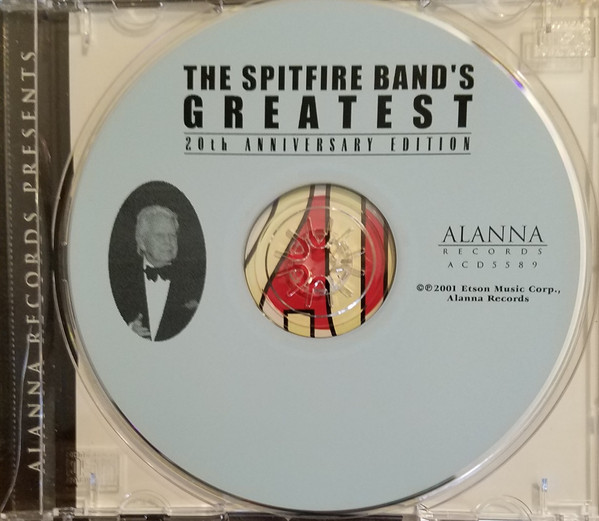 ALANNA RECORDS PRESENTS
THE SPITFIRE BAND'S
GREATEST
20th ANNIVERSARY EDITION
ALANNA
RECORDS
ACD5589
©℗2001 Etson Music Corp.,
Alanna Records